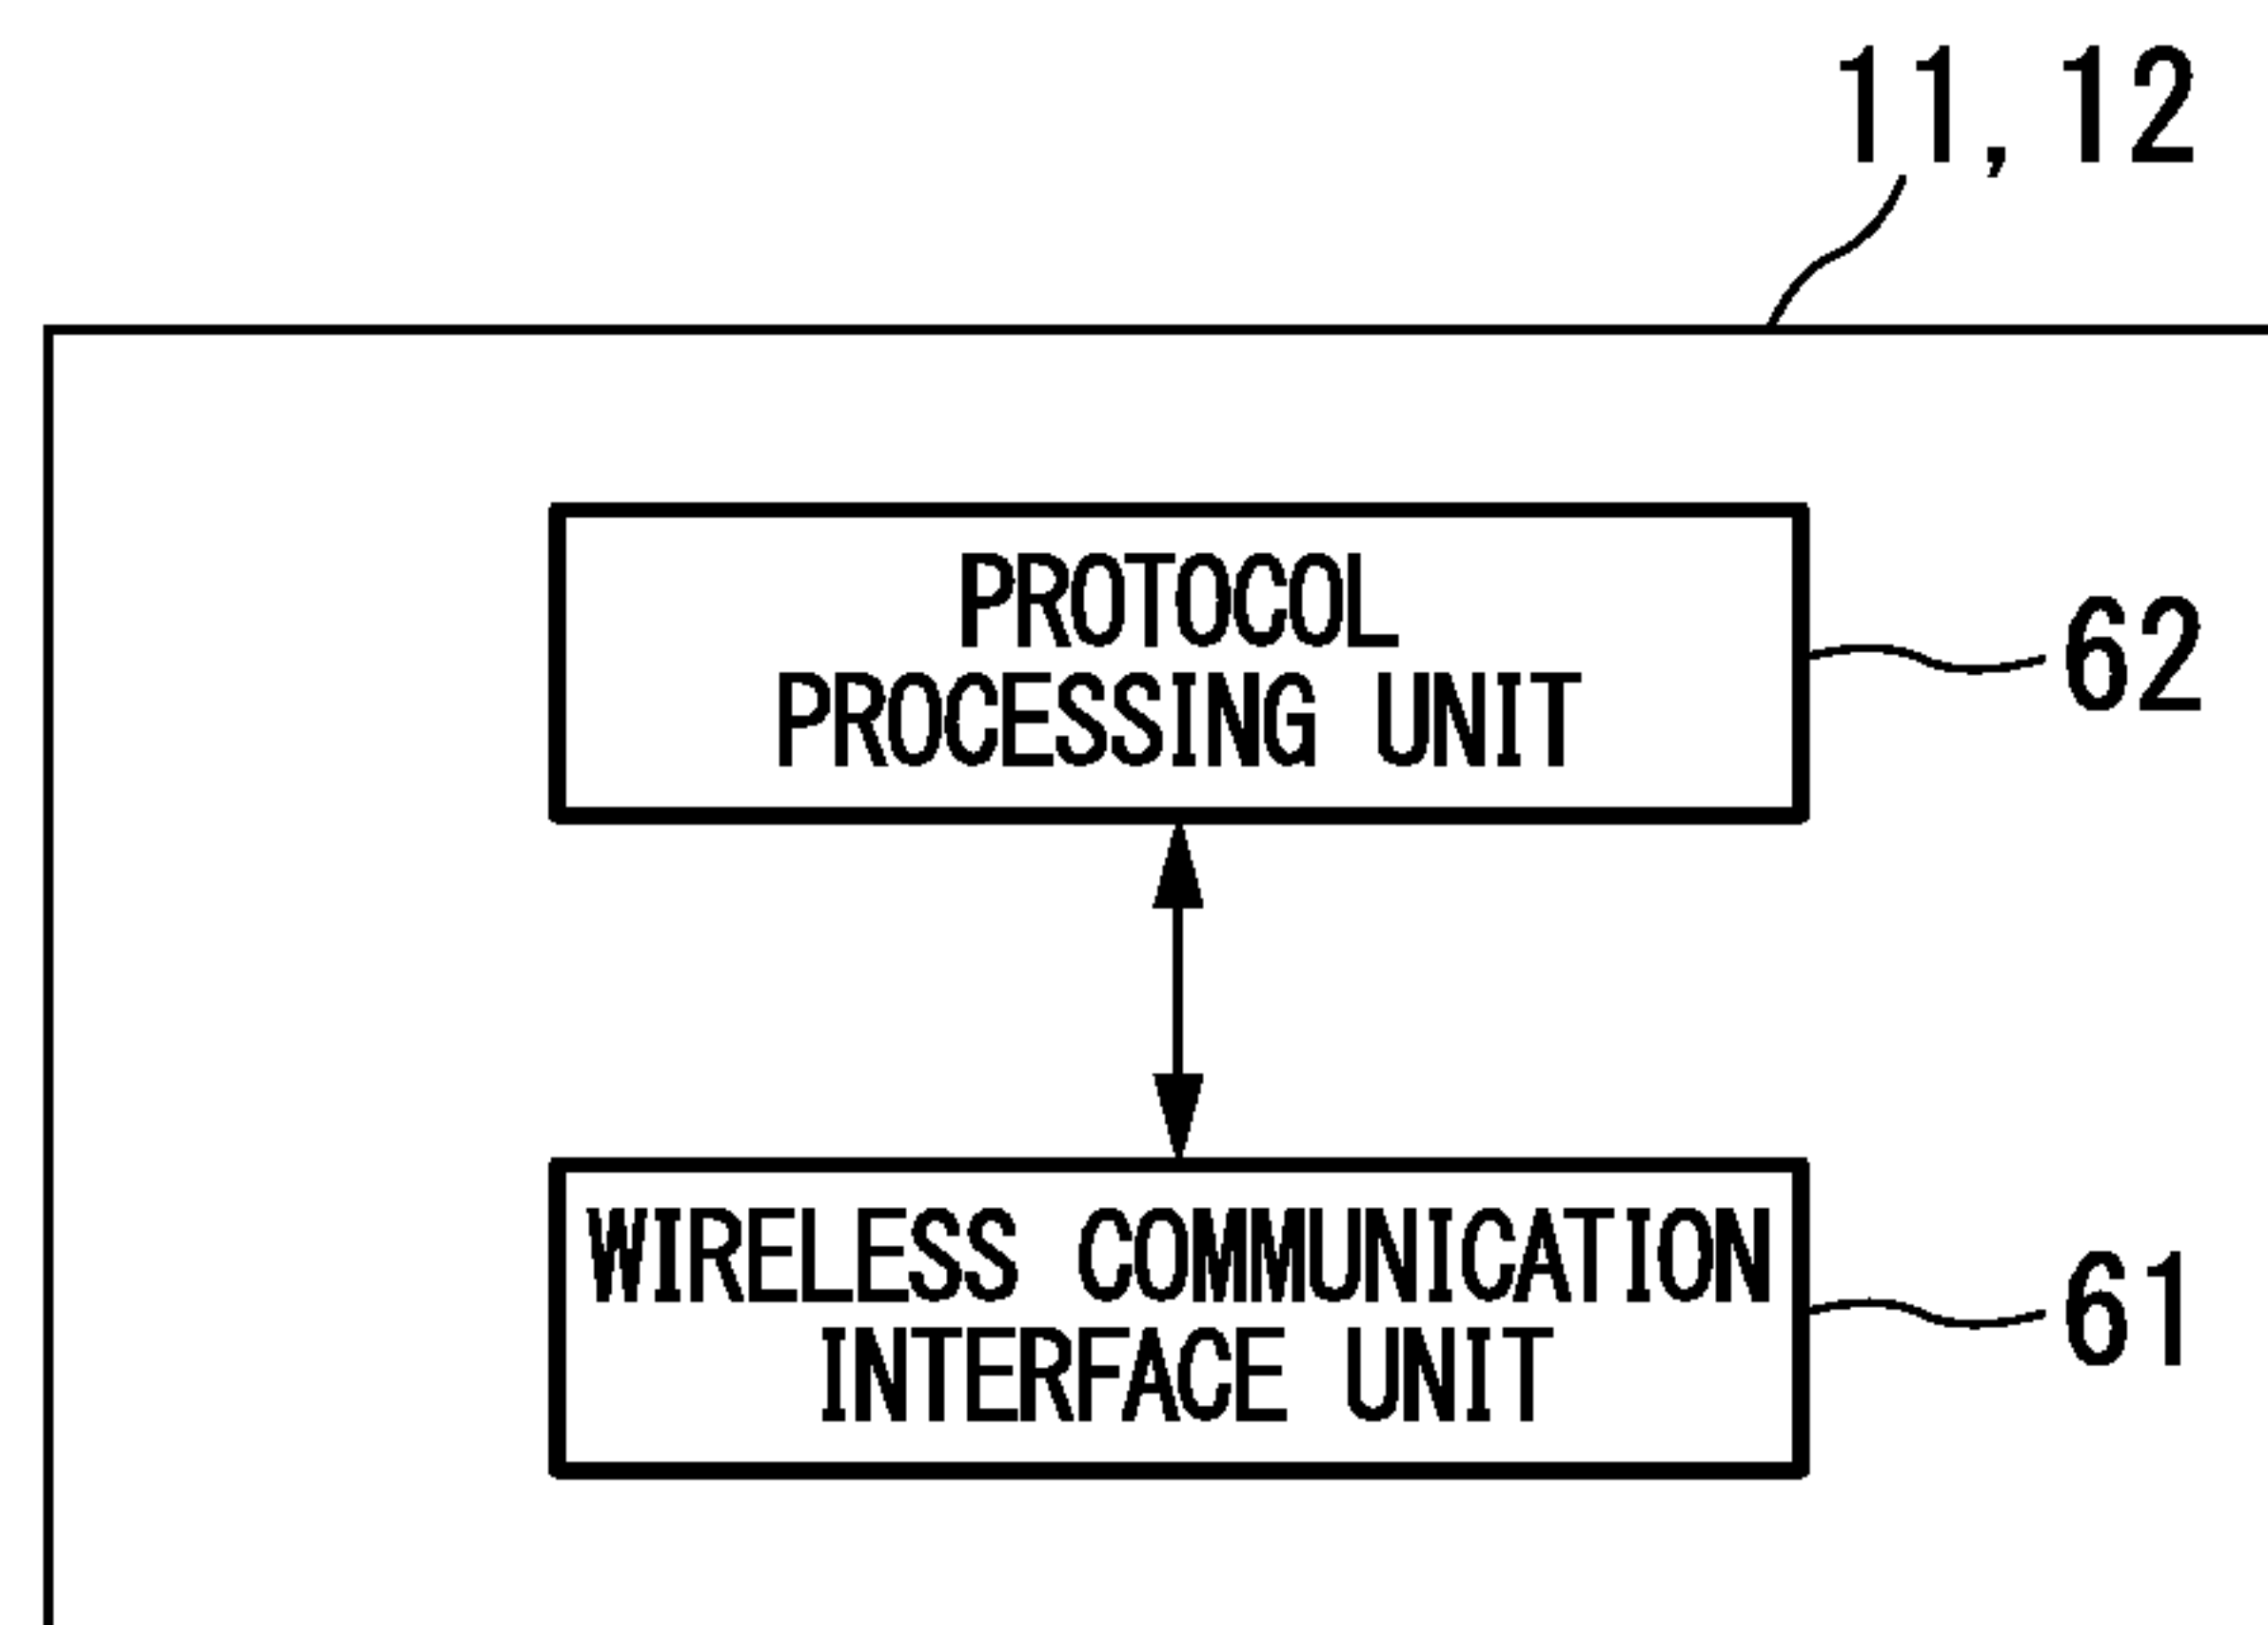 11, 12
PROTOCOL
PROCESSING UNIT
62
WIRELESS COMMUNICATION
INTERFACE UNIT
61